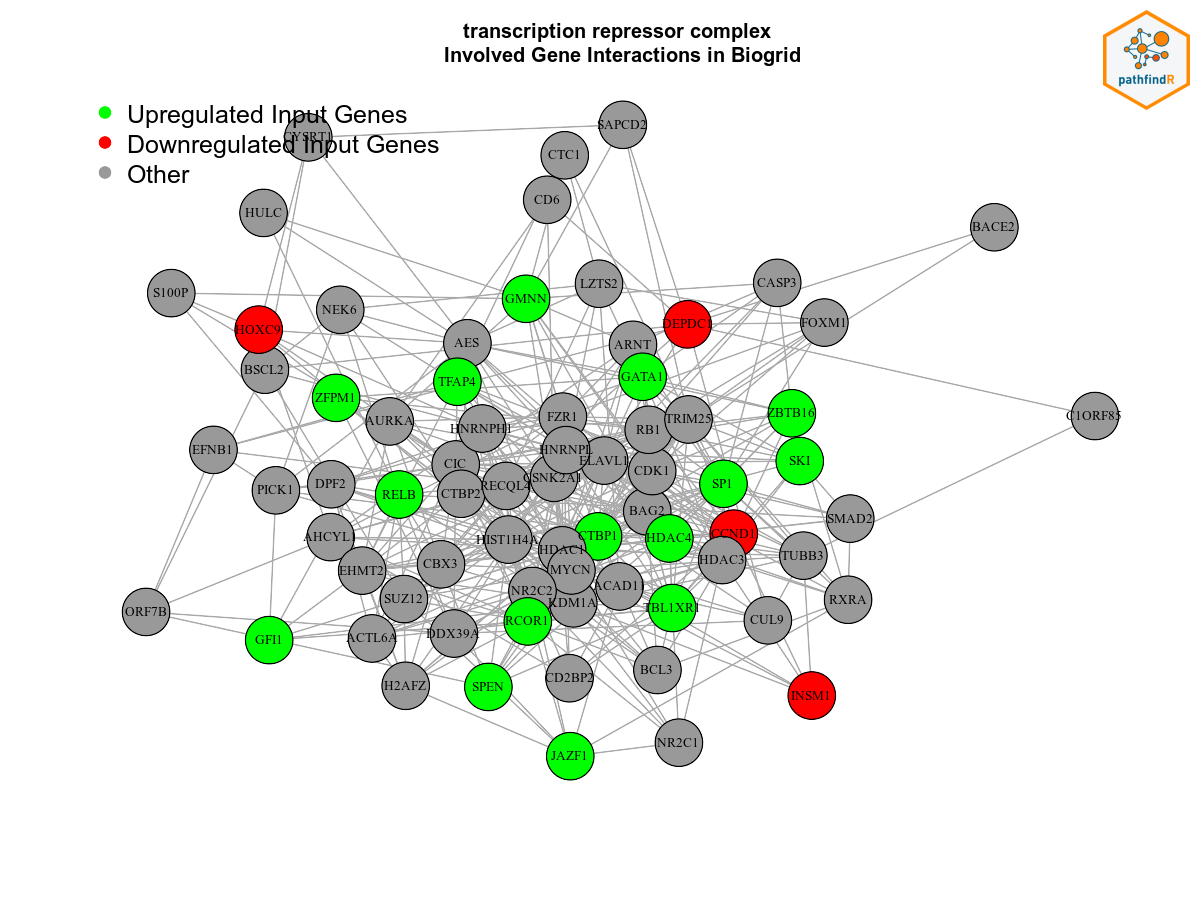 transcription repressor complex
Involved Gene Interactions in Biogrid
pathfindR
Upregulated Input Genes
Downregulated Input Genes
Other
CYSRT1
SAPCD2
CTC1
CD6
HULC
BACE2
S100P
GMNN
LZTS2
CASP3
NEK6
HOXC9
DEPDC1
FOXM1
AES
ARNT
BSCL2
TFAP4
GATA1
ZFPM1
C1ORF85
ZBTB16
AURKA
FZR1
TRIM25
HNRNPH1
RB1
EFNB1
HNRNPL
ELAVL1
SKI
CIC
CDK1
CSNK2A1
DPF2
RECQL4
SP1
PICK1
RELB
CTBP2
BAG2
SMAD2
CCND1
AHCYL1
CTBP1
HDAC4
HIST1H4A
HDAC1
TUBB3
HDAC3
CBX3
EHMT2
MYCN
ACAD11
NR2C2
SUZ12
RXRA
KDM1A
TBL1XR1
ORF7B
RCOR1
CUL9
DDX39A
ACTL6A
GFI1
BCL3
CD2BP2
H2AFZ
SPEN
INSM1
NR2C1
JAZF1